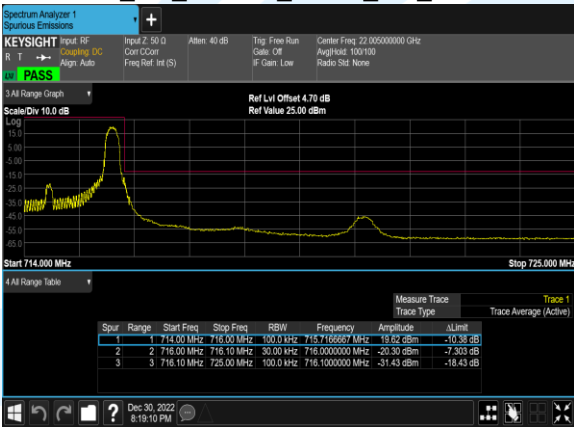 Spectrum Analyzer 1
Spurious Emissions
+
KEYSIGHT Input: RF Input Z: 50 Ω Atten: 40 dB Trig: Free Run Center Freq: 22.005000000 GHz
R T Coupling: DC Corr CCorr Gate: Off Avg|Hold: 100/100
Align: Auto Freq Ref: Int (S) IF Gain: Low Radio Std: None
PASS
3 All Range Graph
Ref Lvl Offset 4.70 dB
Scale/Div 10.0 dB Ref Value 25.00 dBm
Log
15.0
5.00
-5.00
-15.0
-25.0
-35.0
-45.0
-55.0
-65.0
Start 714.000 MHz Stop 725.000 MHz
4 All Range Table
Measure Trace Trace 1
Trace Type Trace Average (Active)
Spur Range Start Freq Stop Freq RBW Frequency Amplitude ΔLimit
1 1 714.00 MHz 716.00 MHz 100.0 kHz 715.7166667 MHz 19.62 dBm -10.38 dB
2 2 716.00 MHz 716.10 MHz 30.00 kHz 716.0000000 MHz -20.30 dBm -7.303 dB
3 3 716.10 MHz 725.00 MHz 100.0 kHz 716.1000000 MHz -31.43 dBm -18.43 dB
? Dec 30, 2022
8:19:10 PM